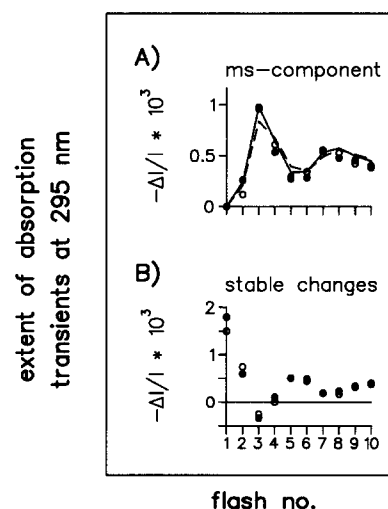 A)
ms-component
1
0.5
0
-ΔI/I * 10³
B)
stable changes
2
1
0
-ΔI/I * 10³
1 2 3 4 5 6 7 8 9 10
extent of absorption
transients at 295 nm
flash no.